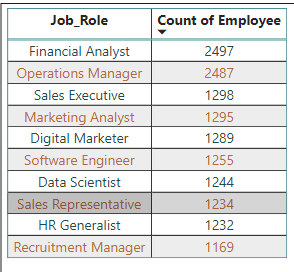 Job_Role Count of Employee
Financial Analyst 2497
Operations Manager 2487
Sales Executive 1298
Marketing Analyst 1295
Digital Marketer 1289
Software Engineer 1255
Data Scientist 1244
Sales Representative 1234
HR Generalist 1232
Recruitment Manager 1169